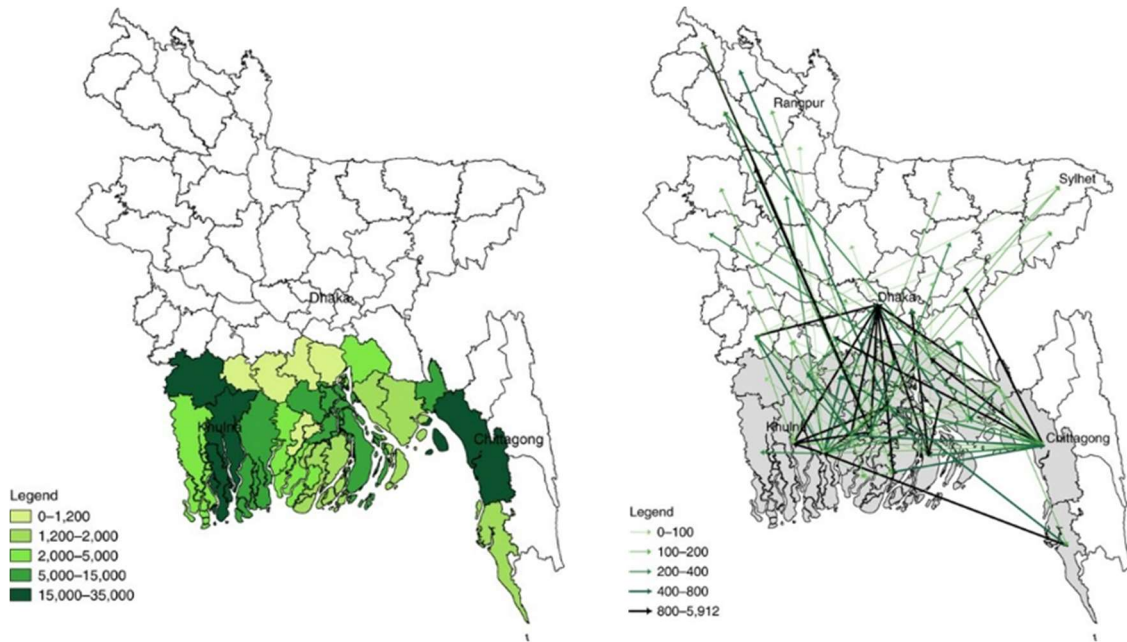 Dhaka
Khulna
Chittagong
Legend
0–1,200
1,200–2,000
2,000–5,000
5,000–15,000
15,000–35,000
Rangpur
Sylhet
Dhaka
Khulna
Chittagong
Legend
0–100
100–200
200–400
400–800
800–5,912